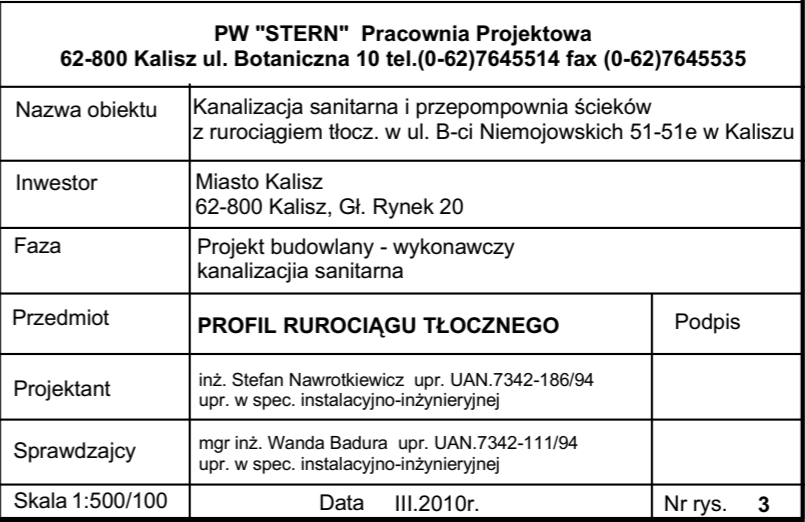 PW "STERN" Pracownia Projektowa
62-800 Kalisz ul. Botaniczna 10 tel.(0-62)7645514 fax (0-62)7645535
Nazwa obiektu
Kanalizacja sanitarna i przepompownia ścieków
z rurociągiem tłocz. w ul. B-ci Niemojowskich 51-51e w Kaliszu
Inwestor
Miasto Kalisz
62-800 Kalisz, Gł. Rynek 20
Faza
Projekt budowlany - wykonawczy
kanalizacjia sanitarna
Przedmiot
PROFIL RUROCIĄGU TŁOCZNEGO
Podpis
Projektant
inż. Stefan Nawrotkiewicz upr. UAN.7342-186/94
upr. w spec. instalacyjno-inżynieryjnej
Sprawdzajcy
mgr inż. Wanda Badura upr. UAN.7342-111/94
upr. w spec. instalacyjno-inżynieryjnej
Skala 1:500/100
Data III.2010r.
Nr rys. 3